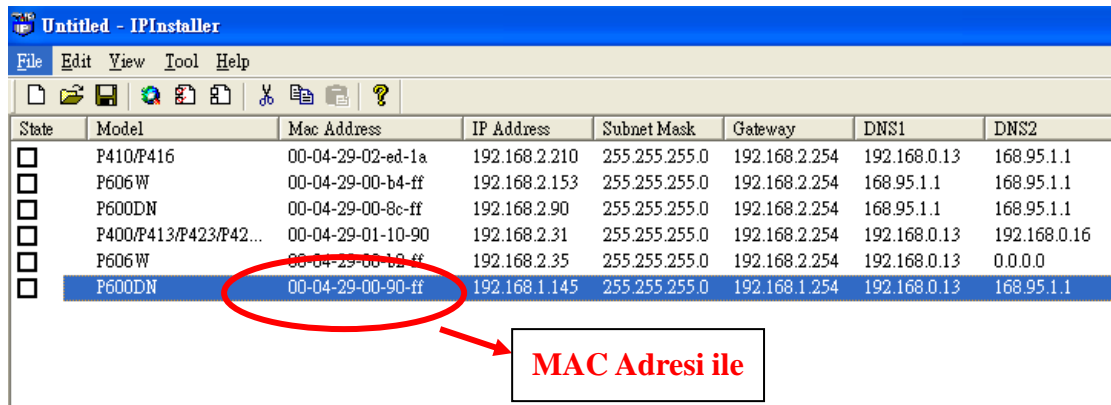 Untitled - IPInstaller
File Edit View Tool Help
State Model Mac Address IP Address Subnet Mask Gateway DNS1 DNS2
P410/P416 00-04-29-02-ed-1a 192.168.2.210 255.255.255.0 192.168.2.254 192.168.0.13 168.95.1.1
P606W 00-04-29-00-b4-ff 192.168.2.153 255.255.255.0 192.168.2.254 168.95.1.1 168.95.1.1
P600DN 00-04-29-00-8c-ff 192.168.2.90 255.255.255.0 192.168.2.254 168.95.1.1 168.95.1.1
P400/P413/P423/P42... 00-04-29-01-10-90 192.168.2.31 255.255.255.0 192.168.2.254 192.168.0.13 192.168.0.16
P606W 00-04-29-00-b2-ff 192.168.2.35 255.255.255.0 192.168.2.254 192.168.0.13 0.0.0.0
P600DN 00-04-29-00-90-ff 192.168.1.145 255.255.255.0 192.168.1.254 192.168.0.13 168.95.1.1
MAC Adresi ile